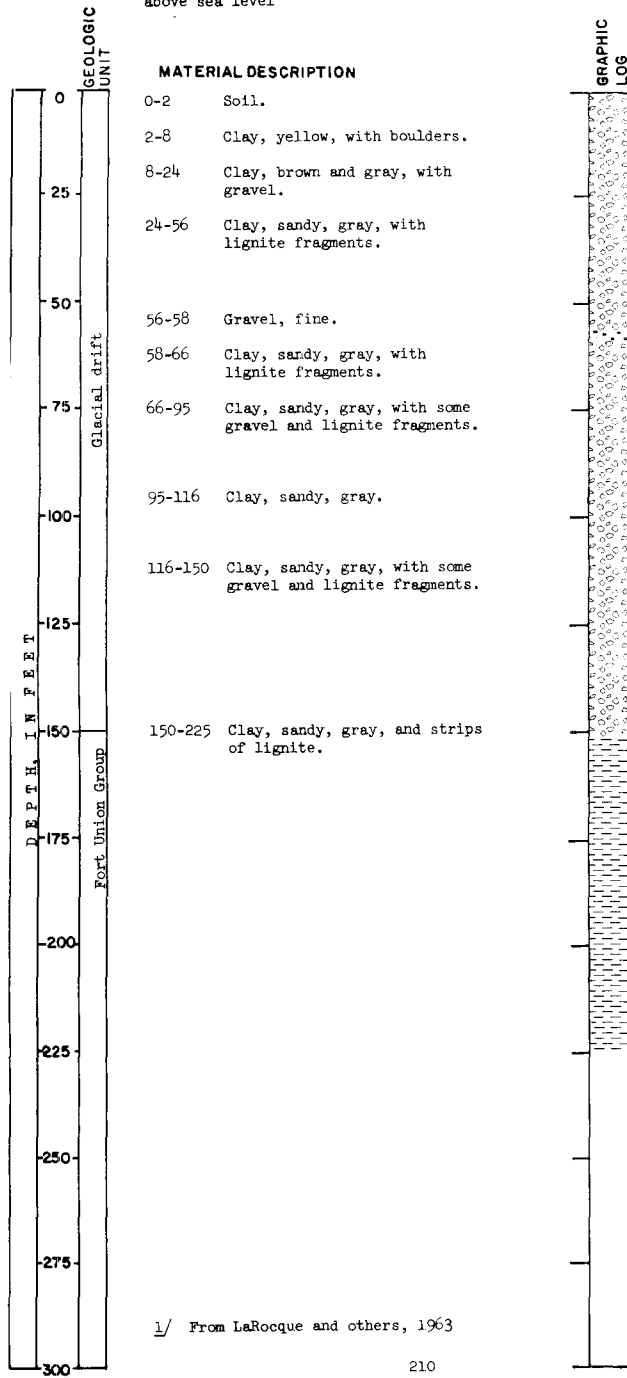 above sea level
GEOLOGIC
UNIT
MATERIAL DESCRIPTION
GRAPHIC
LOG
0
0-2 Soil.
2-8 Clay, yellow, with boulders.
8-24 Clay, brown and gray, with
gravel.
25
24-56 Clay, sandy, gray, with
lignite fragments.
50
56-58 Gravel, fine.
58-66 Clay, sandy, gray, with
lignite fragments.
Glacial drift
75
66-95 Clay, sandy, gray, with some
gravel and lignite fragments.
95-116 Clay, sandy, gray.
100
116-150 Clay, sandy, gray, with some
gravel and lignite fragments.
125
DEPTH, IN FEET
150
150-225 Clay, sandy, gray, and strips
of lignite.
Fort Union Group
175
200
225
250
275
1/ From LaRocque and others, 1963
300
210